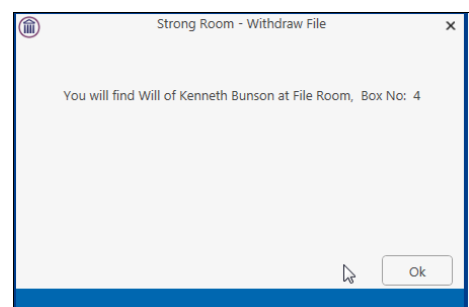 Strong Room - Withdraw File
You will find Will of Kenneth Bunson at File Room, Box No: 4
Ok